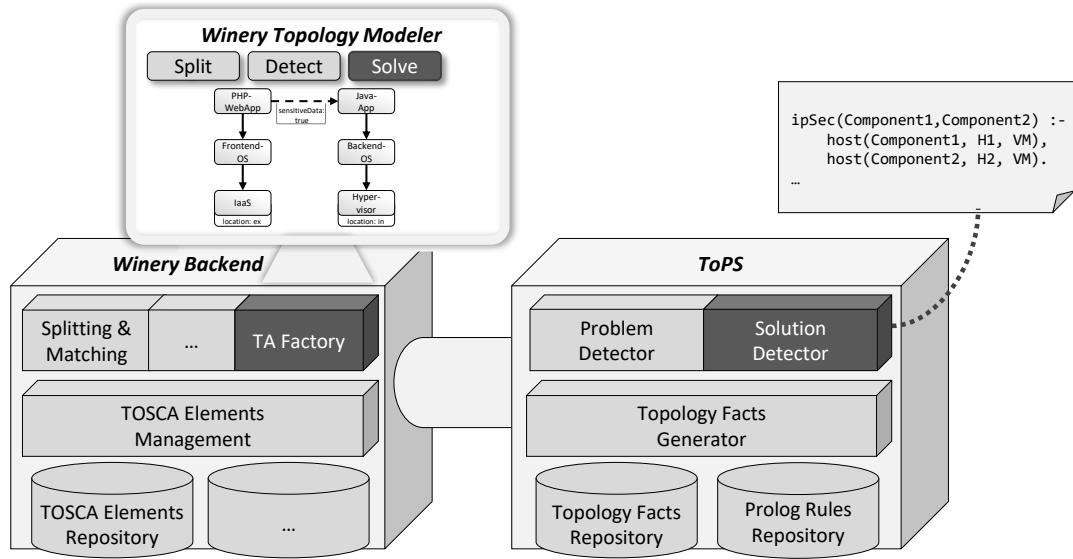 Winery Topology Modeler
Split
Detect
Solve
PHP-
WebApp
sensitiveData:
true
Java-
App
Frontend-
OS
Backend-
OS
IaaS
location: ex
Hyper-
visor
location: in
ipSec(Component1,Component2) :-
host(Component1, H1, VM),
host(Component2, H2, VM).
…
Winery Backend
Splitting &
Matching
...
TA Factory
TOSCA Elements
Management
TOSCA Elements
Repository
...
ToPS
Problem
Detector
Solution
Detector
Topology Facts
Generator
Topology Facts
Repository
Prolog Rules
Repository